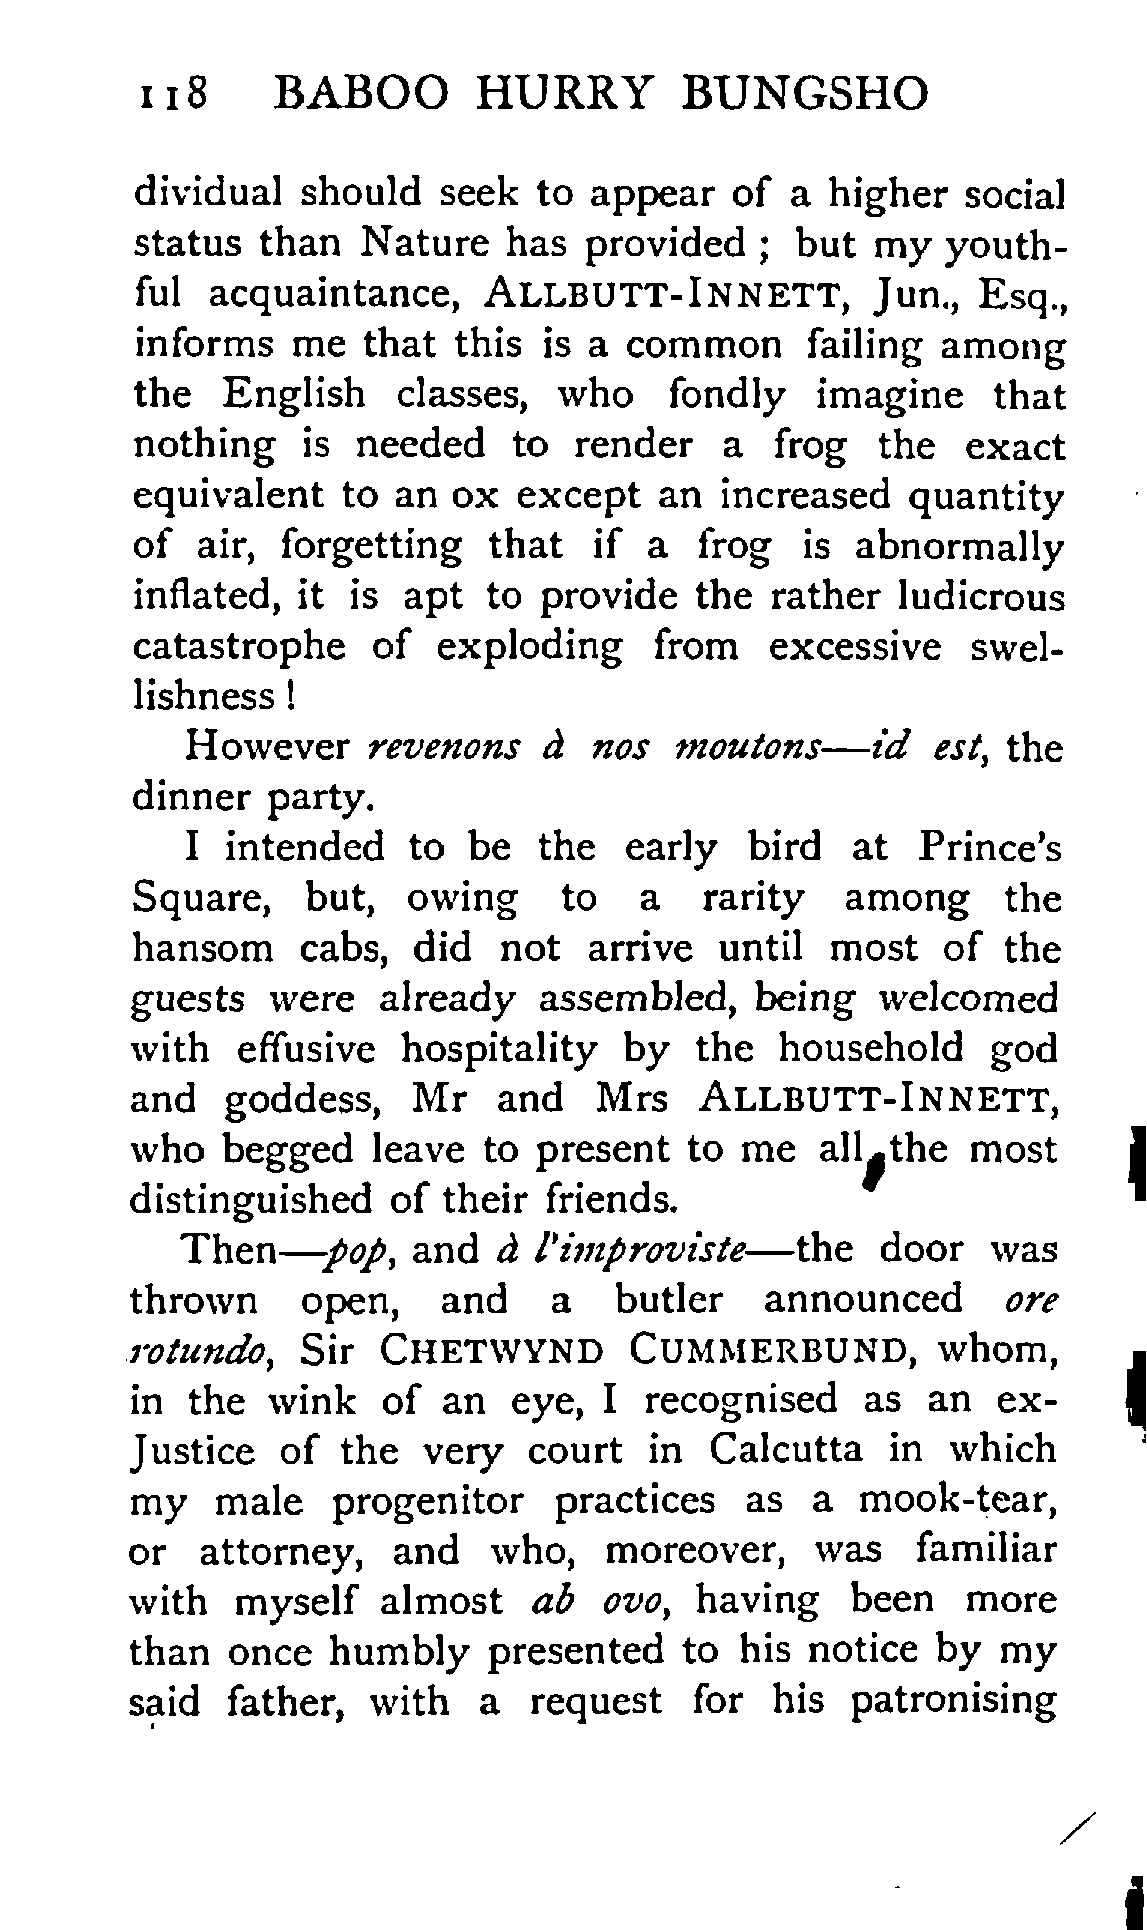 118 BABOO HURRY BUNGSHO
dividual should seek to appear of a higher social
status than Nature has provided ; but my youth-
ful acquaintance, ALLBUTT-INNETT, Jun., Esq.,
informs me that this is a common failing among
the English classes, who fondly imagine that
nothing is needed to render a frog the exact
equivalent to an ox except an increased quantity
of air, forgetting that if a frog is abnormally
inflated, it is apt to provide the rather ludicrous
catastrophe of exploding from excessive swel-
lishness !
However revenons à nos moutons—id est, the
dinner party.
I intended to be the early bird at Prince's
Square, but, owing to a rarity among the
hansom cabs, did not arrive until most of the
guests were already assembled, being welcomed
with effusive hospitality by the household god
and goddess, Mr and Mrs ALLBUTT-INNETT,
who begged leave to present to me all the most
distinguished of their friends.
Then—pop, and à l'improviste—the door was
thrown open, and a butler announced ore
rotundo, Sir CHETWYND CUMMERBUND, whom,
in the wink of an eye, I recognised as an ex-
Justice of the very court in Calcutta in which
my male progenitor practices as a mook-tear,
or attorney, and who, moreover, was familiar
with myself almost ab ovo, having been more
than once humbly presented to his notice by my
said father, with a request for his patronising